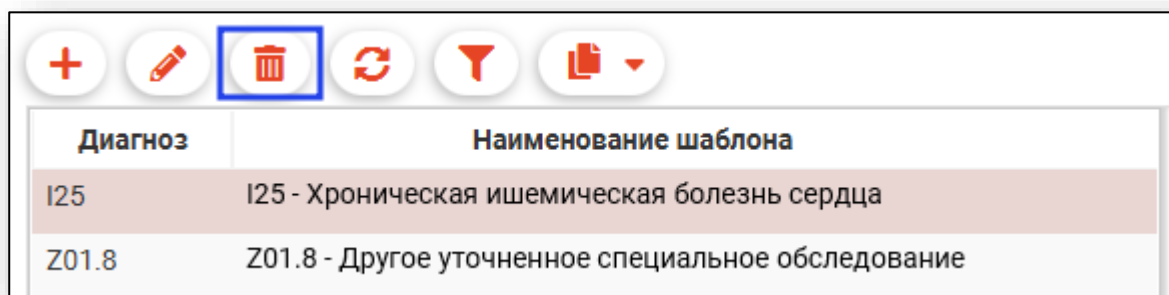 Диагноз Наименование шаблона
I25 I25 - Хроническая ишемическая болезнь сердца
Z01.8 Z01.8 - Другое уточненное специальное обследование